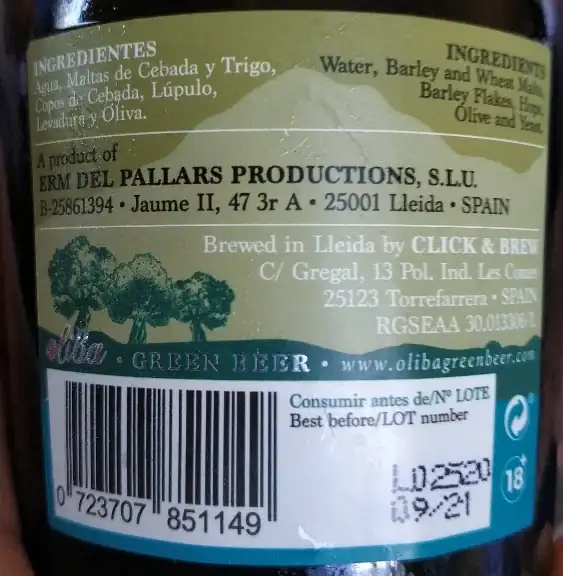 INGREDIENTES
Agua, Maltas de Cebada y Trigo,
Copos de Cebada, Lúpulo,
Levadura y Oliva.
INGREDIENTS
Water, Barley and Wheat Malts,
Barley Flakes, Hops,
Olive and Yeast.
A product of
ERM DEL PALLARS PRODUCTIONS, S.L.U.
B-25861394 • Jaume II, 47 3r A • 25001 Lleida • SPAIN
Brewed in Lleida by CLICK & BREW
C/ Gregal, 13 Pol. Ind. Les Comes
25123 Torrefarrera • SPAIN
RGSEAA 30.013306/L
oliba • GREEN BEER • www.olibagreenbeer.com
Consumir antes de/Nº LOTE
Best before/LOT number
LO2520
09/21
18+
0 723707 851149